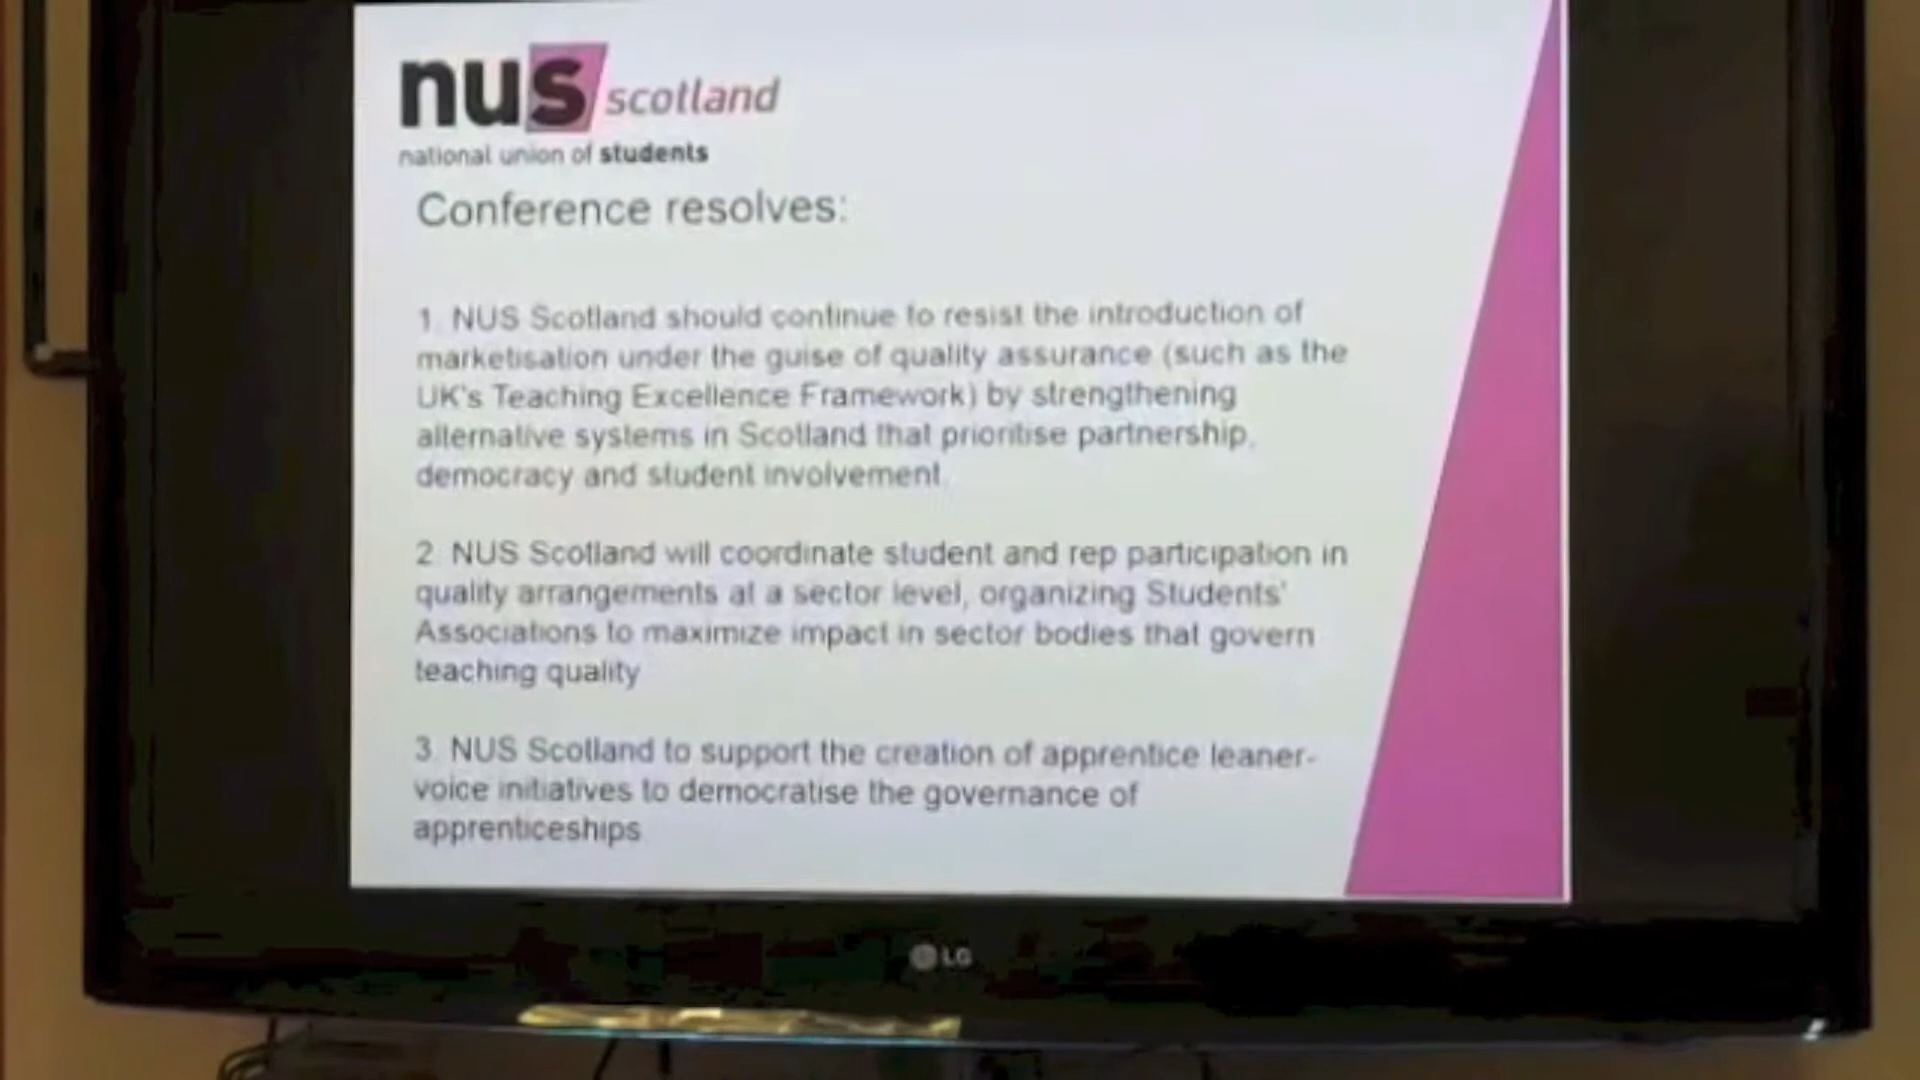 nus scotland
national union of students
Conference resolves:
1. NUS Scotland should continue to resist the introduction of
marketisation under the guise of quality assurance (such as the
UK's Teaching Excellence Framework) by strengthening
alternative systems in Scotland that prioritise partnership,
democracy and student involvement.
2. NUS Scotland will coordinate student and rep participation in
quality arrangements at a sector level, organizing Students'
Associations to maximize impact in sector bodies that govern
teaching quality
3. NUS Scotland to support the creation of apprentice leaner-
voice initiatives to democratise the governance of
apprenticeships
LG